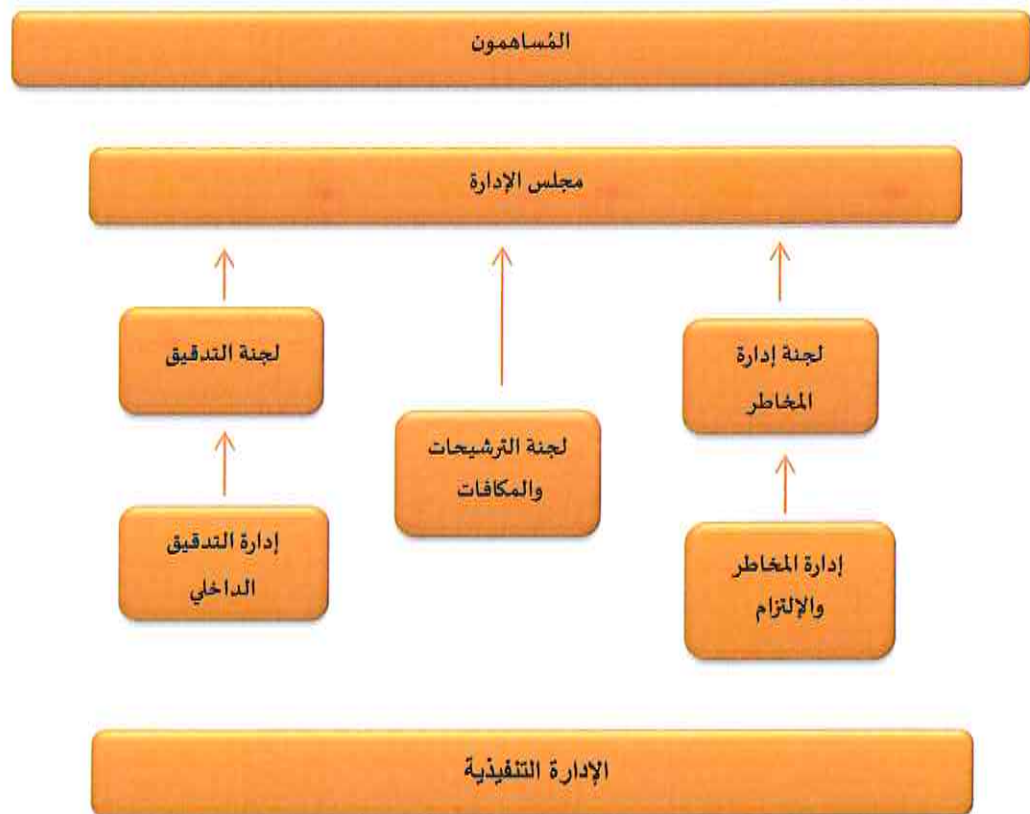 المُساهمون
مجلس الإدارة
لجنة إدارة
المخاطر
لجنة التدقيق
لجنة الترشيحات
والمكافات
إدارة المخاطر
والإلتزام
إدارة التدقيق
الداخلي
الإدارة التنفيذية